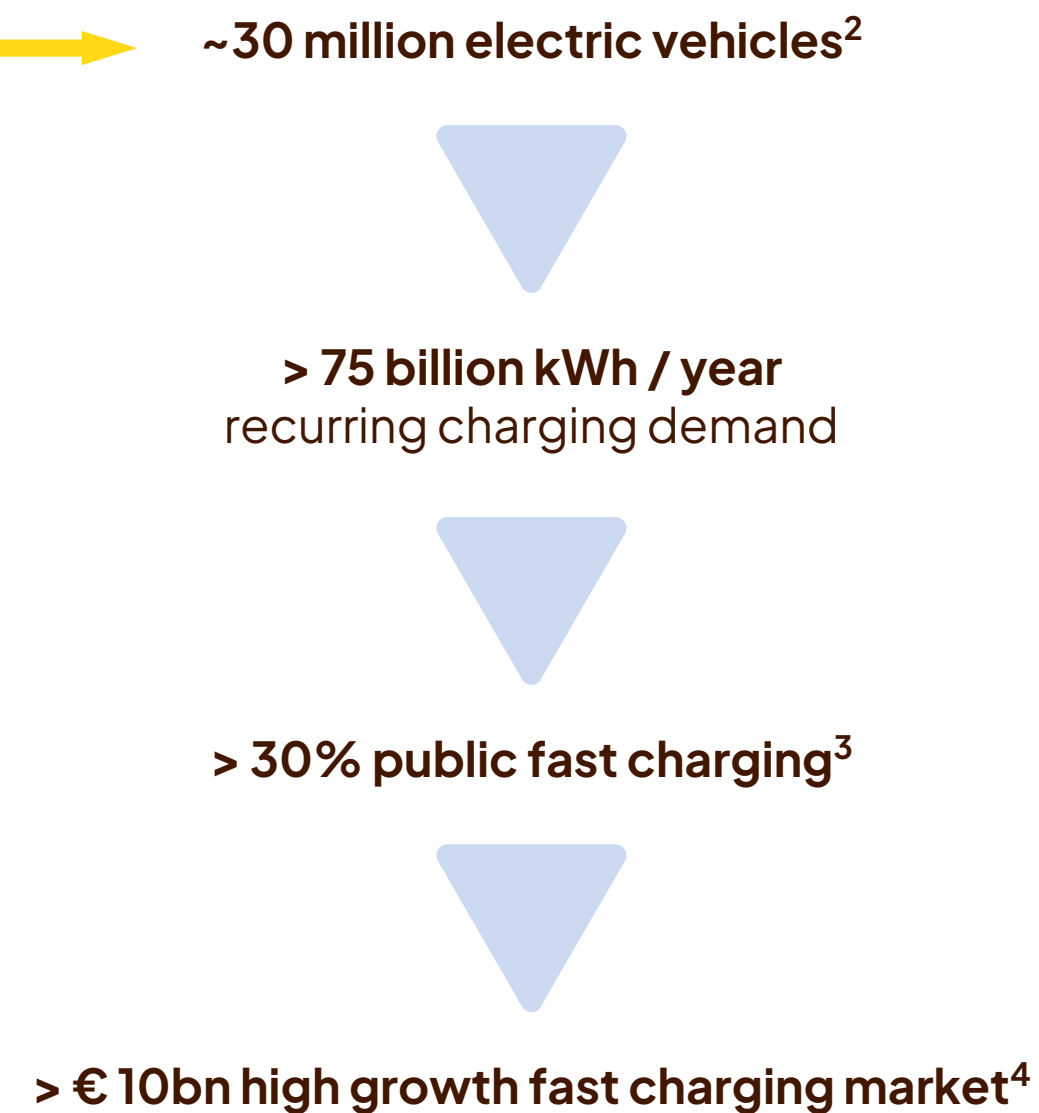 ~30 million electric vehicles²
> 75 billion kWh / year
recurring charging demand
> 30% public fast charging³
> € 10bn high growth fast charging market⁴